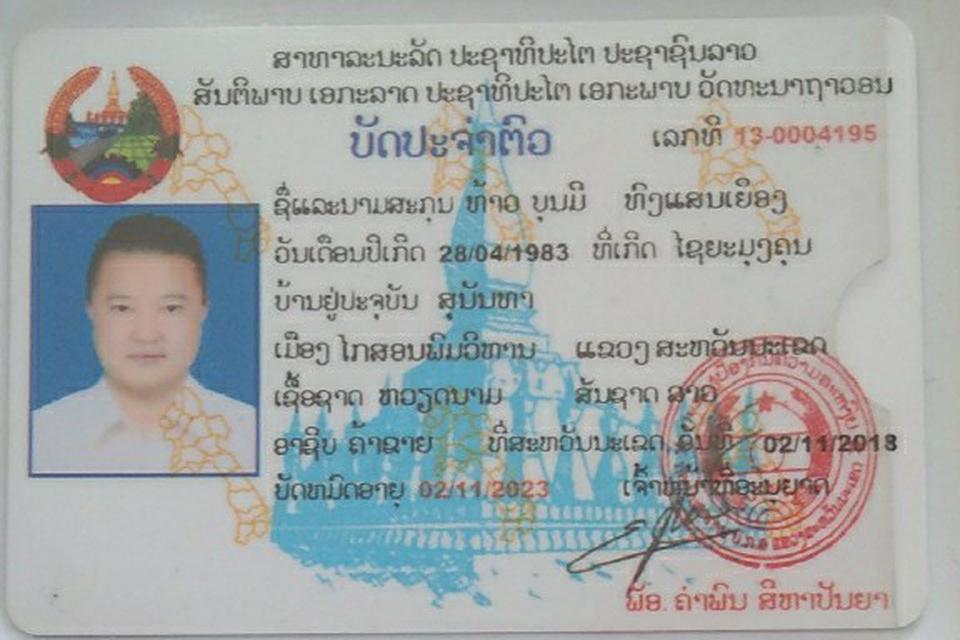 ສາທາລະນະລັດ ປະຊາທິປະໄຕ ປະຊາຊົນລາວ
ສັນຕິພາບ ເອກະລາດ ປະຊາທິປະໄຕ ເອກະພາບ ວັດທະນາຖາວອນ
ບັດປະຈຳຕົວ ເລກທີ 13-0004195
ຊື່ແລະນາມສະກຸນ ທ້າວ ບຸນມີ ທົງແສນເຍືອງ
ວັນເດືອນປີເກີດ 28/04/1983 ທີ່ເກີດ ໄຊຍະມຸງຄຸນ
ບ້ານຢູ່ປະຈຸບັນ ສຸນັນທາ
ເມືອງ ໄກສອນພົມວິຫານ ແຂວງ ສະຫວັນນະເຂດ
ເຊື້ອຊາດ ຫວຽດນາມ ສັນຊາດ ລາວ
ອາຊີບ ຄ້າຂາຍ ທີ່ສະຫວັນນະເຂດ, ວັນທີ 02/11/2018
ບັດຫມົດອາຍຸ 02/11/2023 ເຈົ້າຫນ້າທີ່ອະນຸຍາດ
ພັອ. ຄຳພົນ ສີຫາປັນຍາ